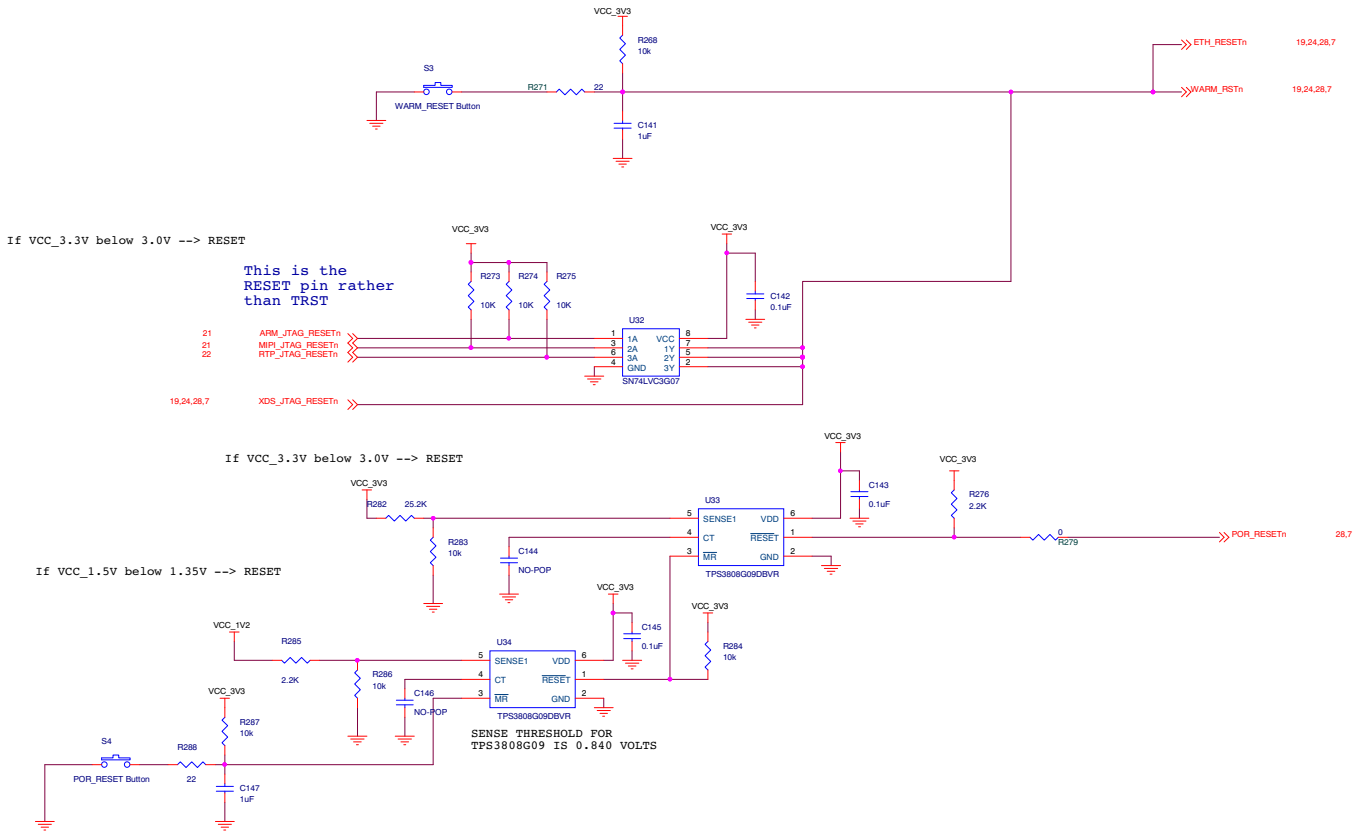 VCC_3V3
R268
10k
ETH_RESETn 19,24,28,7
S3
R271 22
WARM_RSTn 19,24,28,7
WARM_RESET Button
C141
1uF
If VCC_3.3V below 3.0V --> RESET
VCC_3V3
VCC_3V3
This is the
RESET pin rather
than TRST
R273 R274 R275
10K 10K 10K
C142
0.1uF
U32
21 ARM_JTAG_RESETn 1 1A VCC 8
21 MIPI_JTAG_RESETn 3 2A 1Y 7
22 RTP_JTAG_RESETn 6 3A 2Y 5
4 GND 3Y 2
SN74LVC3G07
19,24,28,7 XDS_JTAG_RESETn
If VCC_3.3V below 3.0V --> RESET
VCC_3V3
VCC_3V3
VCC_3V3
R282 25.2K
C143
0.1uF
R276
2.2K
U33
5 SENSE1 VDD 6
4 CT RESET 1
3 MR GND 2
TPS3808G09DBVR
0
R279
POR_RESETn 28,7
R283
10k
C144
NO-POP
If VCC_1.5V below 1.35V --> RESET
VCC_3V3
VCC_3V3
VCC_1V2
R285
2.2K
C145
0.1uF
R284
10k
U34
5 SENSE1 VDD 6
4 CT RESET 1
3 MR GND 2
TPS3808G09DBVR
R286
10k
C146
NO-POP
VCC_3V3
R287
10k
SENSE THRESHOLD FOR
TPS3808G09 IS 0.840 VOLTS
S4
R288
22
POR_RESET Button
C147
1uF